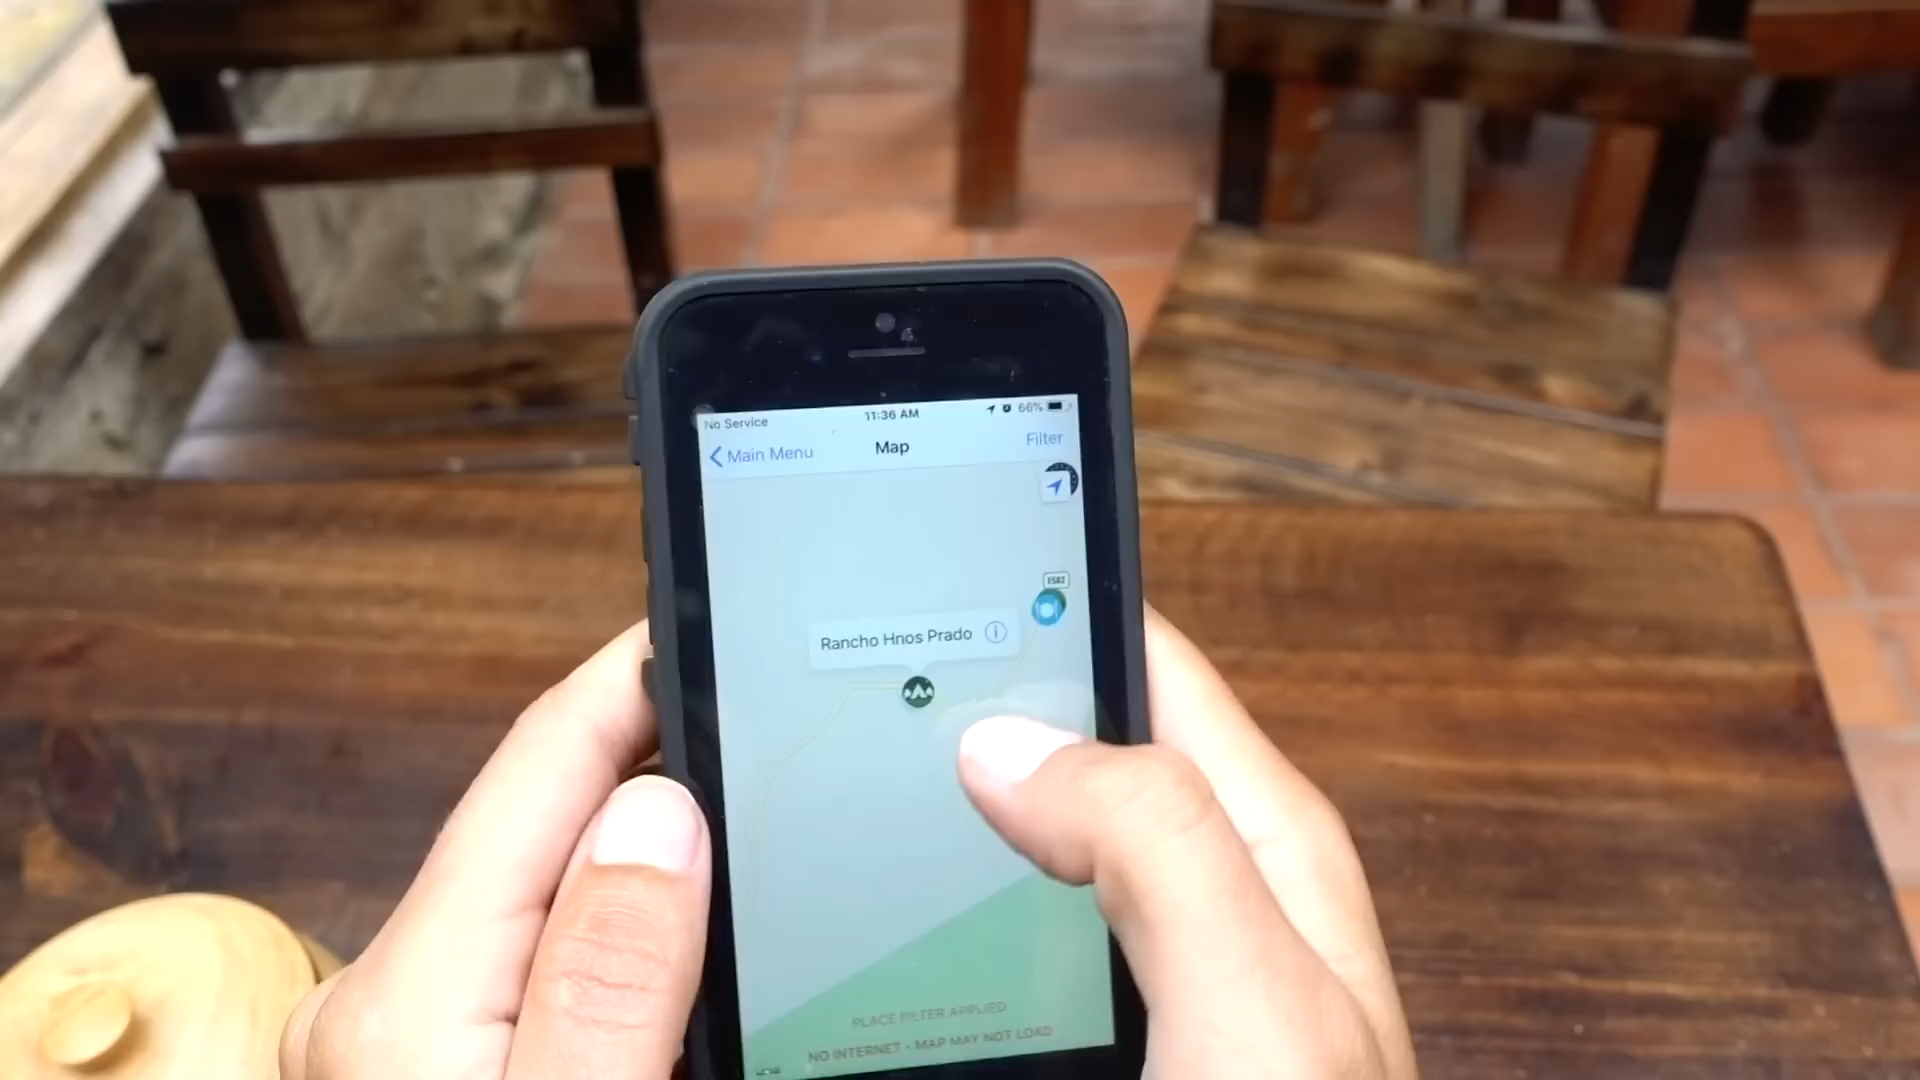 No Service 11:36 AM 66%
Main Menu Map Filter
E582
Rancho Hnos Prado
PLACE FILTER APPLIED
NO INTERNET - MAP MAY NOT LOAD